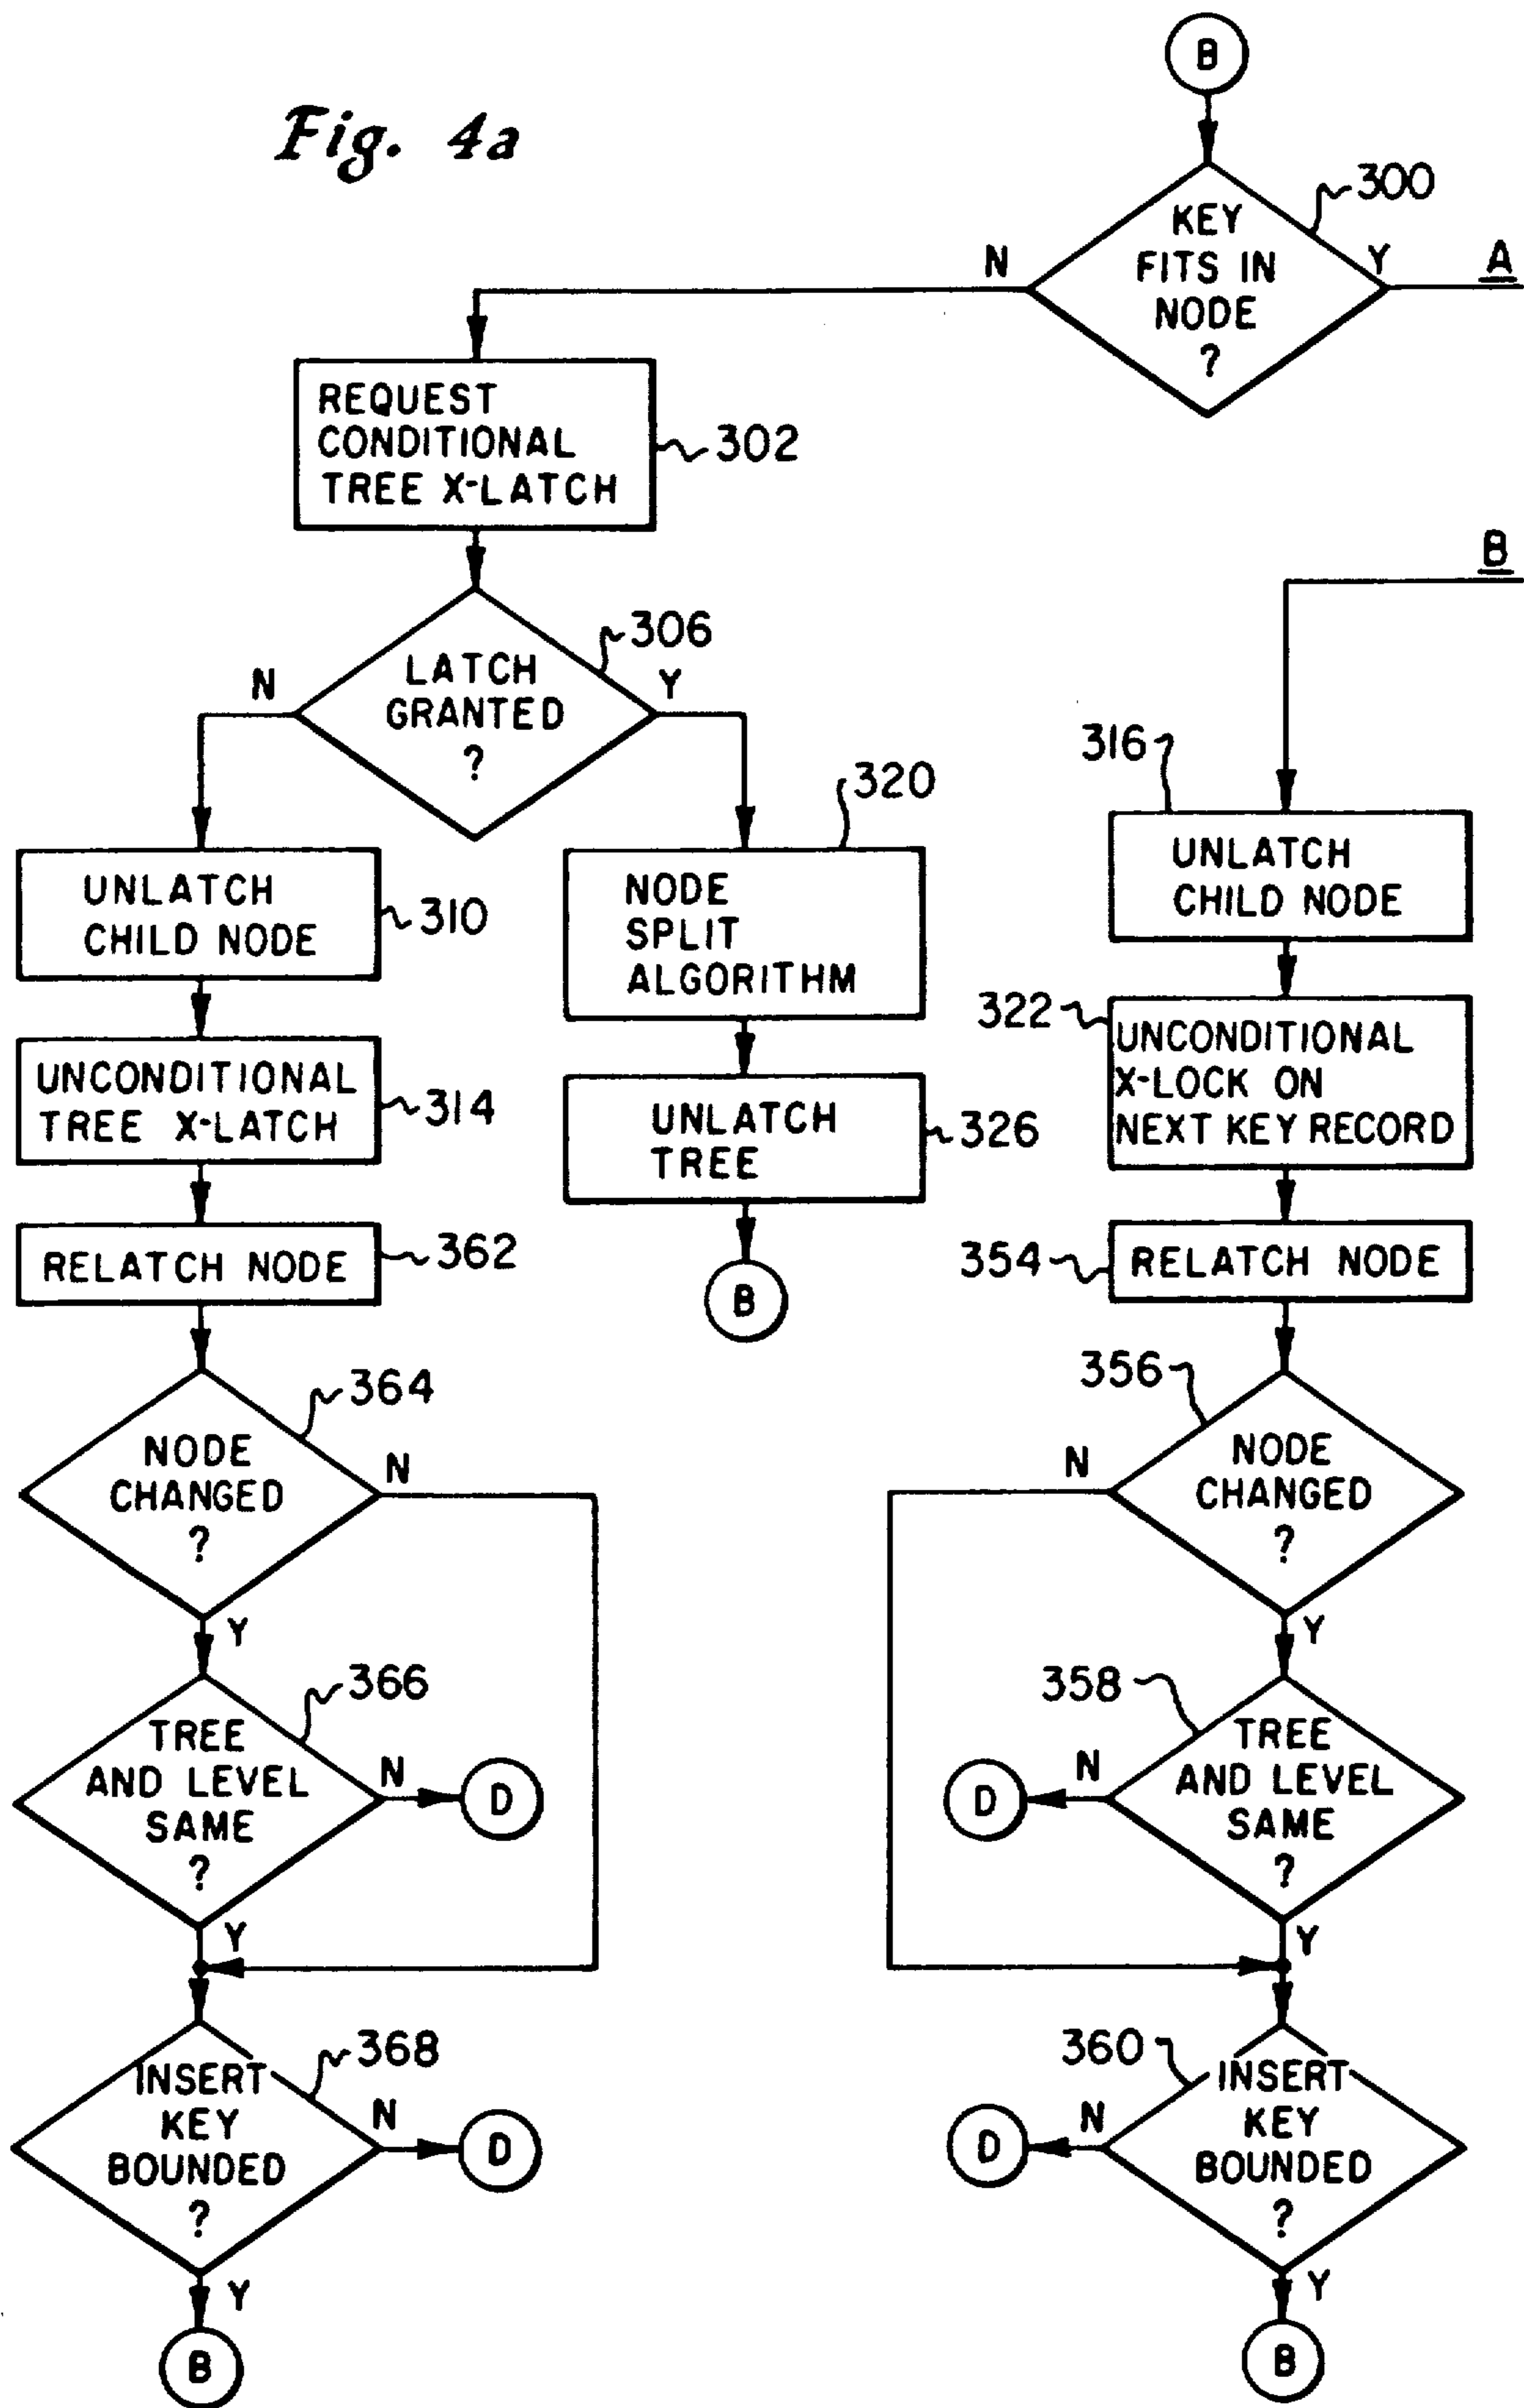 Fig. 4a
B
KEY
FITS IN
NODE
?
300
N
Y
A
REQUEST
CONDITIONAL
TREE X-LATCH
302
B
LATCH
GRANTED
?
306
N
Y
UNLATCH
CHILD NODE
310
NODE
SPLIT
ALGORITHM
320
UNLATCH
CHILD NODE
316
UNCONDITIONAL
TREE X-LATCH
314
UNLATCH
TREE
326
UNCONDITIONAL
X-LOCK ON
NEXT KEY RECORD
322
RELATCH NODE
362
B
RELATCH NODE
354
NODE
CHANGED
?
364
N
Y
NODE
CHANGED
?
356
N
Y
TREE
AND LEVEL
SAME
?
366
N
D
Y
TREE
AND LEVEL
SAME
?
358
N
D
Y
INSERT
KEY
BOUNDED
?
368
N
D
Y
B
INSERT
KEY
BOUNDED
?
360
N
D
Y
B